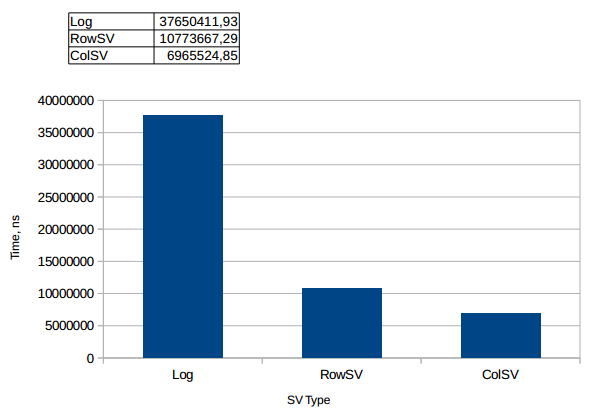 Log 37650411,93
RowSV 10773667,29
ColSV 6965524,85
40000000
35000000
30000000
25000000
20000000
15000000
10000000
5000000
0
Time, ns
Log RowSV ColSV
SV Type